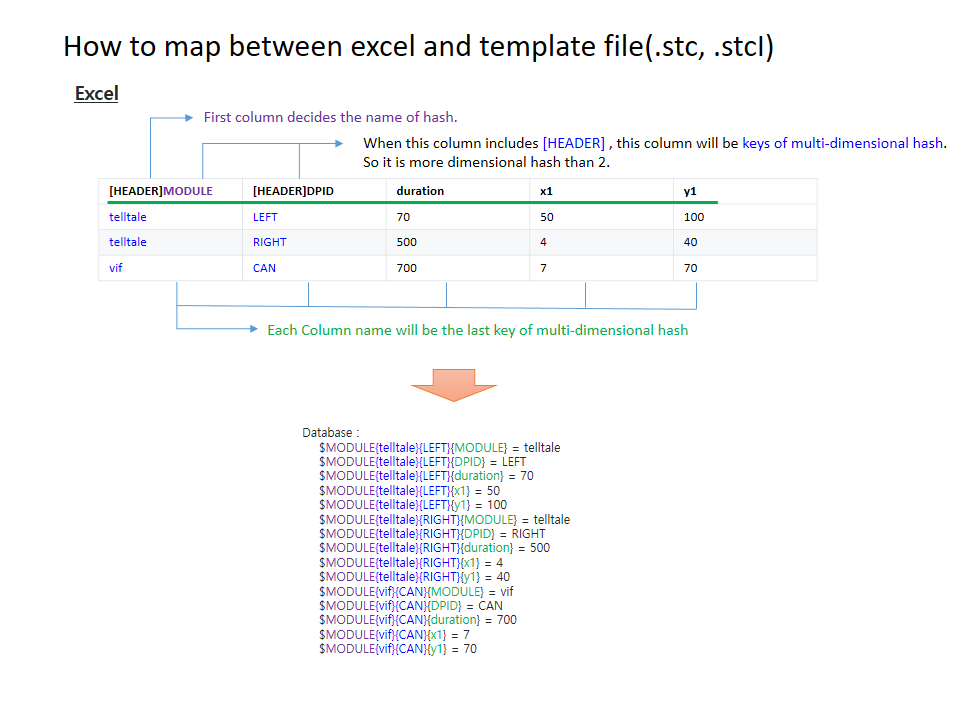 How to map between excel and template file(.stc, .stcI)
Excel
First column decides the name of hash.
When this column includes [HEADER] , this column will be keys of multi-dimensional hash.
So it is more dimensional hash than 2.
[HEADER]MODULE [HEADER]DPID duration x1 y1
telltale LEFT 70 50 100
telltale RIGHT 500 4 40
vif CAN 700 7 70
Each Column name will be the last key of multi-dimensional hash
Database :
$MODULE{telltale}{LEFT}{MODULE} = telltale
$MODULE{telltale}{LEFT}{DPID} = LEFT
$MODULE{telltale}{LEFT}{duration} = 70
$MODULE{telltale}{LEFT}{x1} = 50
$MODULE{telltale}{LEFT}{y1} = 100
$MODULE{telltale}{RIGHT}{MODULE} = telltale
$MODULE{telltale}{RIGHT}{DPID} = RIGHT
$MODULE{telltale}{RIGHT}{duration} = 500
$MODULE{telltale}{RIGHT}{x1} = 4
$MODULE{telltale}{RIGHT}{y1} = 40
$MODULE{vif}{CAN}{MODULE} = vif
$MODULE{vif}{CAN}{DPID} = CAN
$MODULE{vif}{CAN}{duration} = 700
$MODULE{vif}{CAN}{x1} = 7
$MODULE{vif}{CAN}{y1} = 70